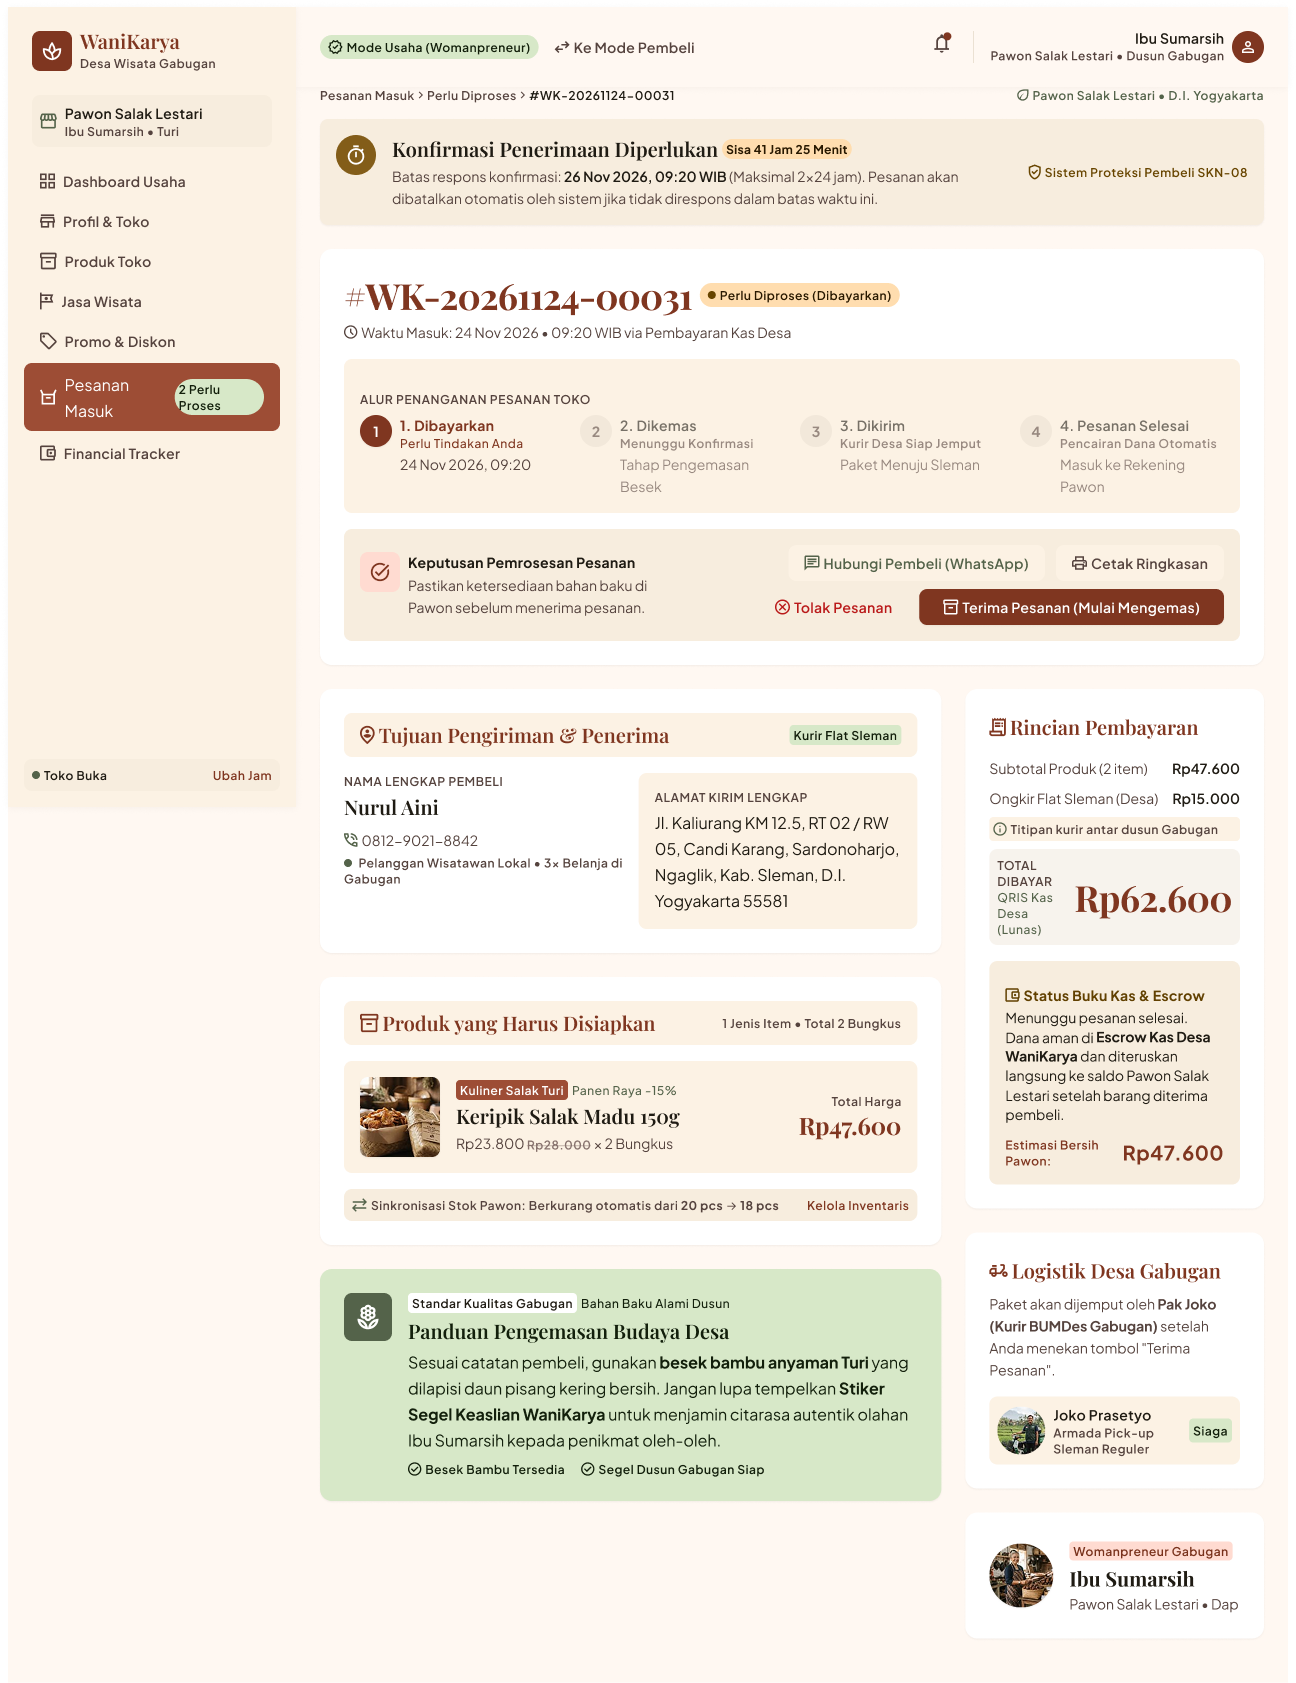 WaniKarya
Desa Wisata Gabungan
Pawon Salak Lestari
Ibu Sumarsih • Turi
Dashboard Usaha
Profil & Toko
Produk Toko
Jasa Wisata
Promo & Diskon
Pesanan
Masuk
2 Perlu
Proses
Financial Tracker
Toko Buka
Ubah Jam
Mode Usaha (Womanpreneur)
Ke Mode Pembeli
Ibu Sumarsih
Pawon Salak Lestari • Dusun Gabungan
Pesanan Masuk > Perlu Diproses > #WK-20261124-00031
Pawon Salak Lestari • D.I. Yogyakarta
Konfirmasi Penerimaan Diperlukan Sisa 41 Jam 25 Menit
Batas respons konfirmasi: 26 Nov 2026, 09:20 WIB (Maksimal 2×24 jam). Pesanan akan
dibatalkan otomatis oleh sistem jika tidak direspons dalam batas waktu ini.
Sistem Proteksi Pembeli SKN-08
#WK-20261124-00031 Perlu Diproses (Dibayarkan)
Waktu Masuk: 24 Nov 2026 • 09:20 WIB via Pembayaran Kas Desa
ALUR PENANGANAN PESANAN TOKO
1
1. Dibayarkan
Perlu Tindakan Anda
24 Nov 2026, 09:20
2
2. Dikemas
Menunggu Konfirmasi
Tahap Pengemasan
Besek
3
3. Dikirim
Kurir Desa Siap Jemput
Paket Menuju Sleman
4
4. Pesanan Selesai
Pencairan Dana Otomatis
Masuk ke Rekening
Pawon
Keputusan Pemrosesan Pesanan
Pastikan ketersediaan bahan baku di
Pawon sebelum menerima pesanan.
Hubungi Pembeli (WhatsApp)
Cetak Ringkasan
Tolak Pesanan
Terima Pesanan (Mulai Mengemas)
Tujuan Pengiriman & Penerima
Kurir Flat Sleman
NAMA LENGKAP PEMBELI
Nurul Aini
0812-9021-8842
Pelanggan Wisatawan Lokal • 3× Belanja di
Gabungan
ALAMAT KIRIM LENGKAP
Jl. Kaliurang KM 12.5, RT 02 / RW
05, Candi Karang, Sardonoharjo,
Ngaglik, Kab. Sleman, D.I.
Yogyakarta 55581
Produk yang Harus Disiapkan
1 Jenis Item • Total 2 Bungkus
Kuliner Salak Turi Panen Raya -15%
Keripik Salak Madu 150g
Rp23.800 Rp28.000 × 2 Bungkus
Total Harga
Rp47.600
Sinkronisasi Stok Pawon: Berkurang otomatis dari 20 pcs → 18 pcs
Kelola Inventaris
Standar Kualitas Gabungan Bahan Baku Alami Dusun
Panduan Pengemasan Budaya Desa
Sesuai catatan pembeli, gunakan besek bambu anyaman Turi yang
dilapisi daun pisang kering bersih. Jangan lupa tempelkan Stiker
Segel Keaslian WaniKarya untuk menjamin citarasa autentik olahan
Ibu Sumarsih kepada penikmat oleh-oleh.
Besek Bambu Tersedia
Segel Dusun Gabungan Siap
Rincian Pembayaran
Subtotal Produk (2 item) Rp47.600
Ongkir Flat Sleman (Desa) Rp15.000
Titipan kurir antar dusun Gabungan
TOTAL
DIBAYAR
QRIS Kas
Desa
(Lunas)
Rp62.600
Status Buku Kas & Escrow
Menunggu pesanan selesai.
Dana aman di Escrow Kas Desa
WaniKarya dan diteruskan
langsung ke saldo Pawon Salak
Lestari setelah barang diterima
pembeli.
Estimasi Bersih
Pawon:
Rp47.600
Logistik Desa Gabungan
Paket akan dijemput oleh Pak Joko
(Kurir BUMDes Gabungan) setelah
Anda menekan tombol "Terima
Pesanan".
Joko Prasetyo
Armada Pick-up
Sleman Reguler
Siaga
Womanpreneur Gabungan
Ibu Sumarsih
Pawon Salak Lestari • Dap